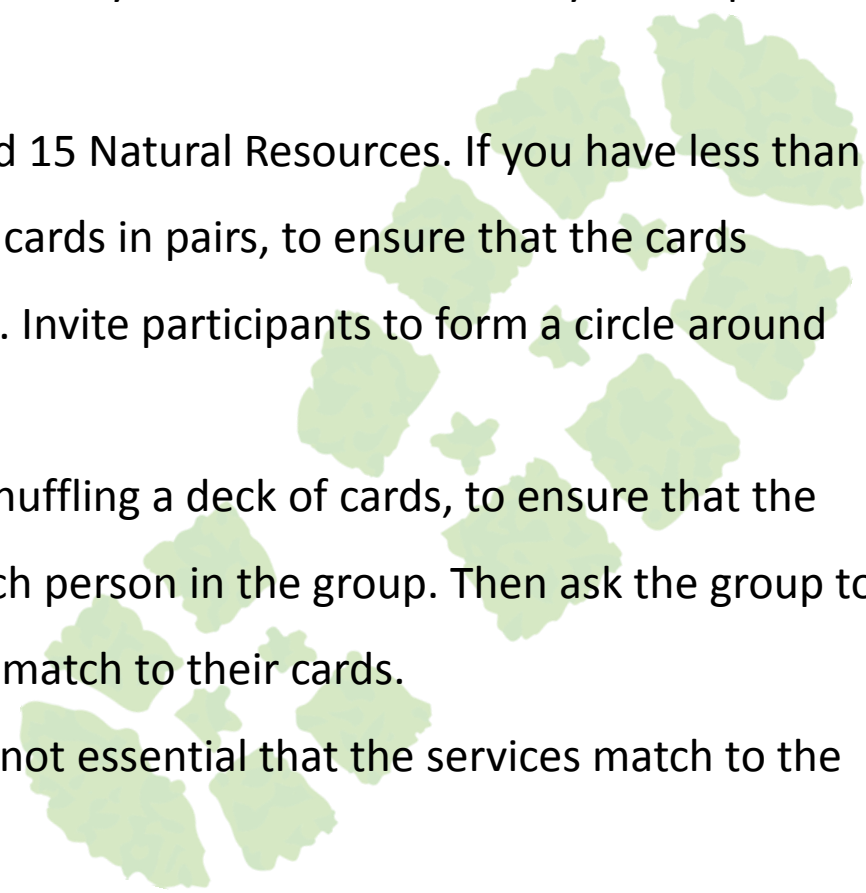 d 15 Natural Resources. If you have less than
cards in pairs, to ensure that the cards
. Invite participants to form a circle around
huffling a deck of cards, to ensure that the
ch person in the group. Then ask the group to
match to their cards.
not essential that the services match to the